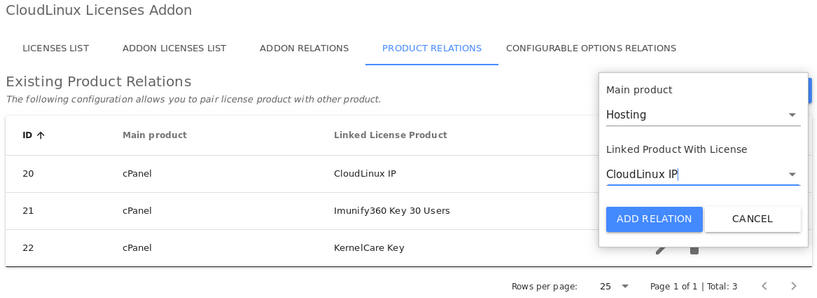 CloudLinux Licenses Addon
LICENSES LIST
ADDON LICENSES LIST
ADDON RELATIONS
PRODUCT RELATIONS
CONFIGURABLE OPTIONS RELATIONS
Existing Product Relations
The following configuration allows you to pair license product with other product.
ID Main product Linked License Product
20 cPanel CloudLinux IP
21 cPanel Imunify360 Key 30 Users
22 cPanel KernelCare Key
Main product
Hosting
Linked Product With License
CloudLinux IP
ADD RELATION CANCEL
Rows per page: 25 Page 1 of 1 | Total: 3